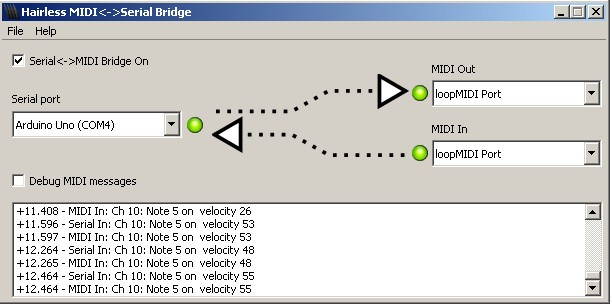 Hairless MIDI<->Serial Bridge
File Help
Serial<->MIDI Bridge On
MIDI Out
Serial port
loopMIDI Port
Arduino Uno (COM4)
MIDI In
loopMIDI Port
Debug MIDI messages
+11.408 - MIDI In: Ch 10: Note 5 on velocity 26
+11.596 - Serial In: Ch 10: Note 5 on velocity 53
+11.597 - MIDI In: Ch 10: Note 5 on velocity 53
+12.264 - Serial In: Ch 10: Note 5 on velocity 48
+12.265 - MIDI In: Ch 10: Note 5 on velocity 48
+12.464 - Serial In: Ch 10: Note 5 on velocity 55
+12.464 - MIDI In: Ch 10: Note 5 on velocity 55